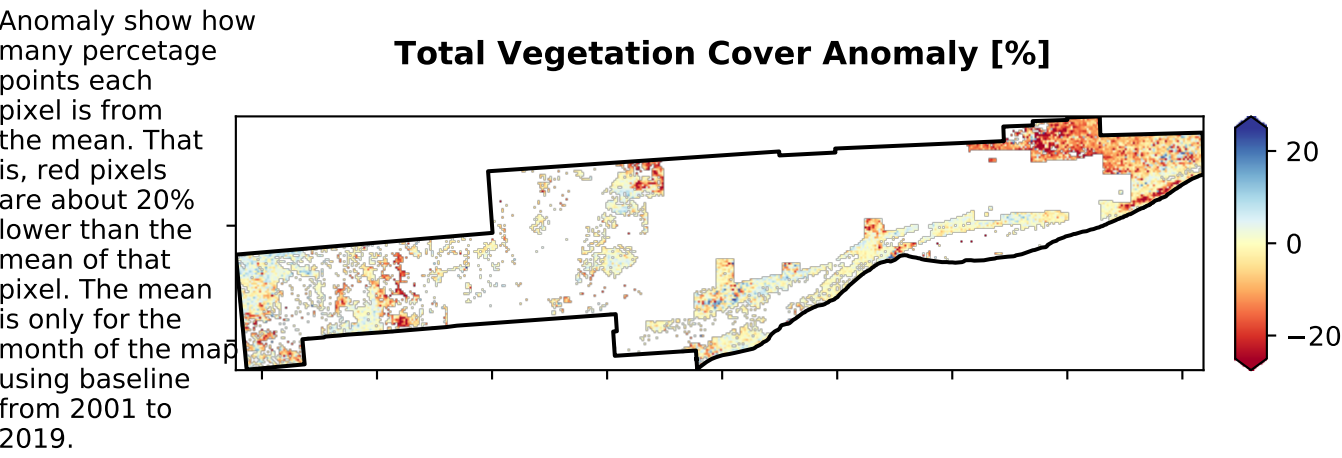 Anomaly show how
many percetage
points each
pixel is from
the mean. That
is, red pixels
are about 20%
lower than the
mean of that
pixel. The mean
is only for the
month of the map
using baseline
from 2001 to
2019.
Total Vegetation Cover Anomaly [%]
20
0
−20